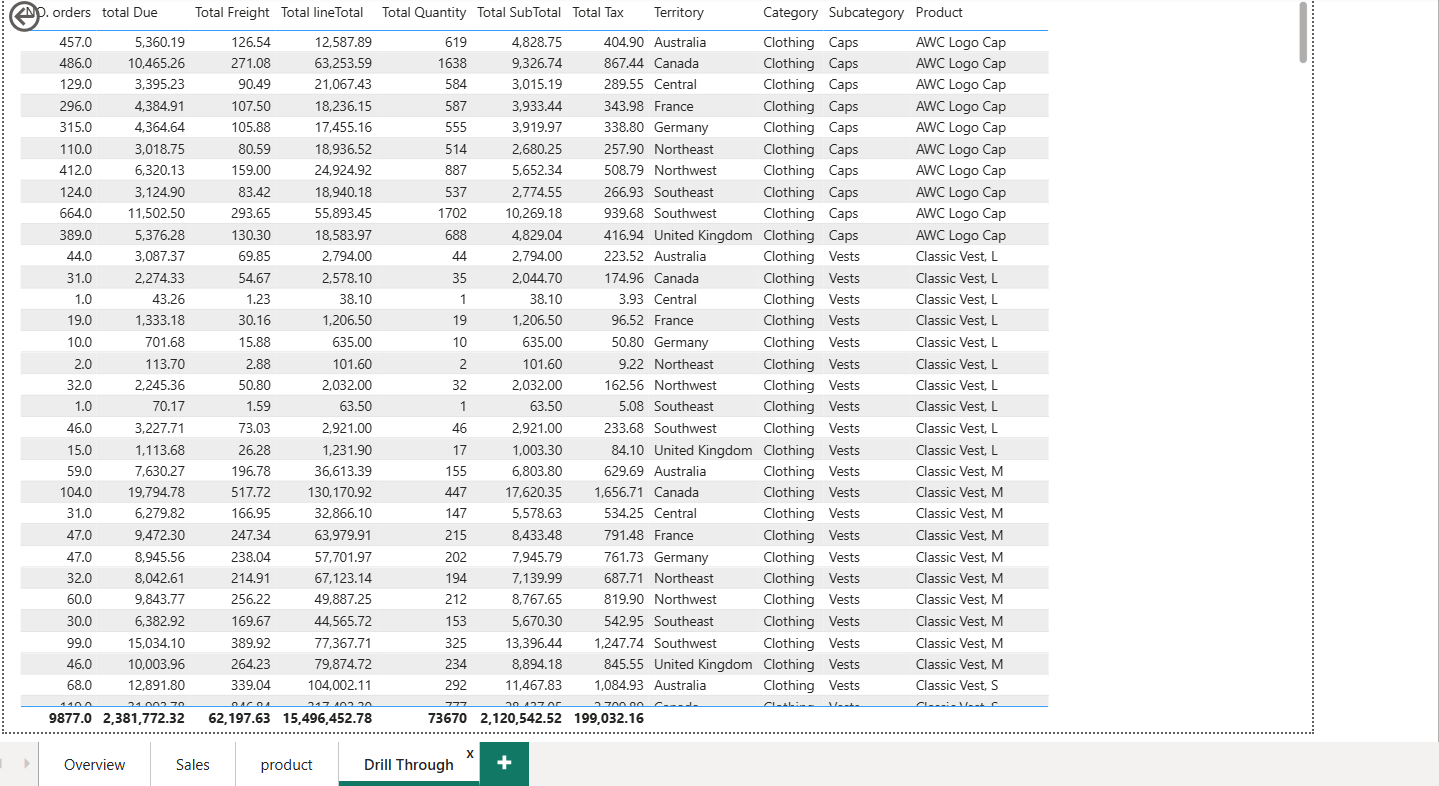 O. orders total Due Total Freight Total lineTotal Total Quantity Total SubTotal Total Tax Territory Category Subcategory Product
457.0 5,360.19 126.54 12,587.89 619 4,828.75 404.90 Australia Clothing Caps AWC Logo Cap
486.0 10,465.26 271.08 63,253.59 1638 9,326.74 867.44 Canada Clothing Caps AWC Logo Cap
129.0 3,395.23 90.49 21,067.43 584 3,015.19 289.55 Central Clothing Caps AWC Logo Cap
296.0 4,384.91 107.50 18,236.15 587 3,933.44 343.98 France Clothing Caps AWC Logo Cap
315.0 4,364.64 105.88 17,455.16 555 3,919.97 338.80 Germany Clothing Caps AWC Logo Cap
110.0 3,018.75 80.59 18,936.52 514 2,680.25 257.90 Northeast Clothing Caps AWC Logo Cap
412.0 6,320.13 159.00 24,924.92 887 5,652.34 508.79 Northwest Clothing Caps AWC Logo Cap
124.0 3,124.90 83.42 18,940.18 537 2,774.55 266.93 Southeast Clothing Caps AWC Logo Cap
664.0 11,502.50 293.65 55,893.45 1702 10,269.18 939.68 Southwest Clothing Caps AWC Logo Cap
389.0 5,376.28 130.30 18,583.97 688 4,829.04 416.94 United Kingdom Clothing Caps AWC Logo Cap
44.0 3,087.37 69.85 2,794.00 44 2,794.00 223.52 Australia Clothing Vests Classic Vest, L
31.0 2,274.33 54.67 2,578.10 35 2,044.70 174.96 Canada Clothing Vests Classic Vest, L
1.0 43.26 1.23 38.10 1 38.10 3.93 Central Clothing Vests Classic Vest, L
19.0 1,333.18 30.16 1,206.50 19 1,206.50 96.52 France Clothing Vests Classic Vest, L
10.0 701.68 15.88 635.00 10 635.00 50.80 Germany Clothing Vests Classic Vest, L
2.0 113.70 2.88 101.60 2 101.60 9.22 Northeast Clothing Vests Classic Vest, L
32.0 2,245.36 50.80 2,032.00 32 2,032.00 162.56 Northwest Clothing Vests Classic Vest, L
1.0 70.17 1.59 63.50 1 63.50 5.08 Southeast Clothing Vests Classic Vest, L
46.0 3,227.71 73.03 2,921.00 46 2,921.00 233.68 Southwest Clothing Vests Classic Vest, L
15.0 1,113.68 26.28 1,231.90 17 1,003.30 84.10 United Kingdom Clothing Vests Classic Vest, L
59.0 7,630.27 196.78 36,613.39 155 6,803.80 629.69 Australia Clothing Vests Classic Vest, M
104.0 19,794.78 517.72 130,170.92 447 17,620.35 1,656.71 Canada Clothing Vests Classic Vest, M
31.0 6,279.82 166.95 32,866.10 147 5,578.63 534.25 Central Clothing Vests Classic Vest, M
47.0 9,472.30 247.34 63,979.91 215 8,433.48 791.48 France Clothing Vests Classic Vest, M
47.0 8,945.56 238.04 57,701.97 202 7,945.79 761.73 Germany Clothing Vests Classic Vest, M
32.0 8,042.61 214.91 67,123.14 194 7,139.99 687.71 Northeast Clothing Vests Classic Vest, M
60.0 9,843.77 256.22 49,887.25 212 8,767.65 819.90 Northwest Clothing Vests Classic Vest, M
30.0 6,382.92 169.67 44,565.72 153 5,670.30 542.95 Southeast Clothing Vests Classic Vest, M
99.0 15,034.10 389.92 77,367.71 325 13,396.44 1,247.74 Southwest Clothing Vests Classic Vest, M
46.0 10,003.96 264.23 79,874.72 234 8,894.18 845.55 United Kingdom Clothing Vests Classic Vest, M
68.0 12,891.80 339.04 104,002.11 292 11,467.83 1,084.93 Australia Clothing Vests Classic Vest, S
9877.0 2,381,772.32 62,197.63 15,496,452.78 73670 2,120,542.52 199,032.16
Overview Sales product Drill Through x +